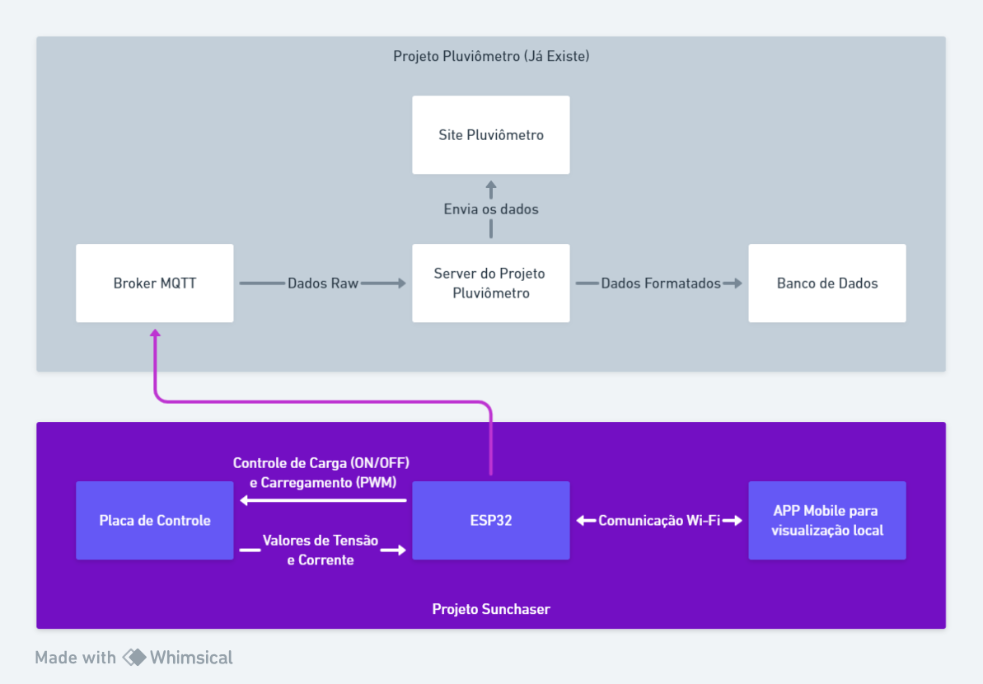 Projeto Pluviômetro (Já Existe)
Site Pluviômetro
Envia os dados
Broker MQTT
Dados Raw
Server do Projeto
Pluviômetro
Dados Formatados
Banco de Dados
Controle de Carga (ON/OFF)
e Carregamento (PWM)
Placa de Controle
ESP32
Comunicação Wi-Fi
APP Mobile para
visualização local
Valores de Tensão
e Corrente
Projeto Sunchaser
Made with Whimsical